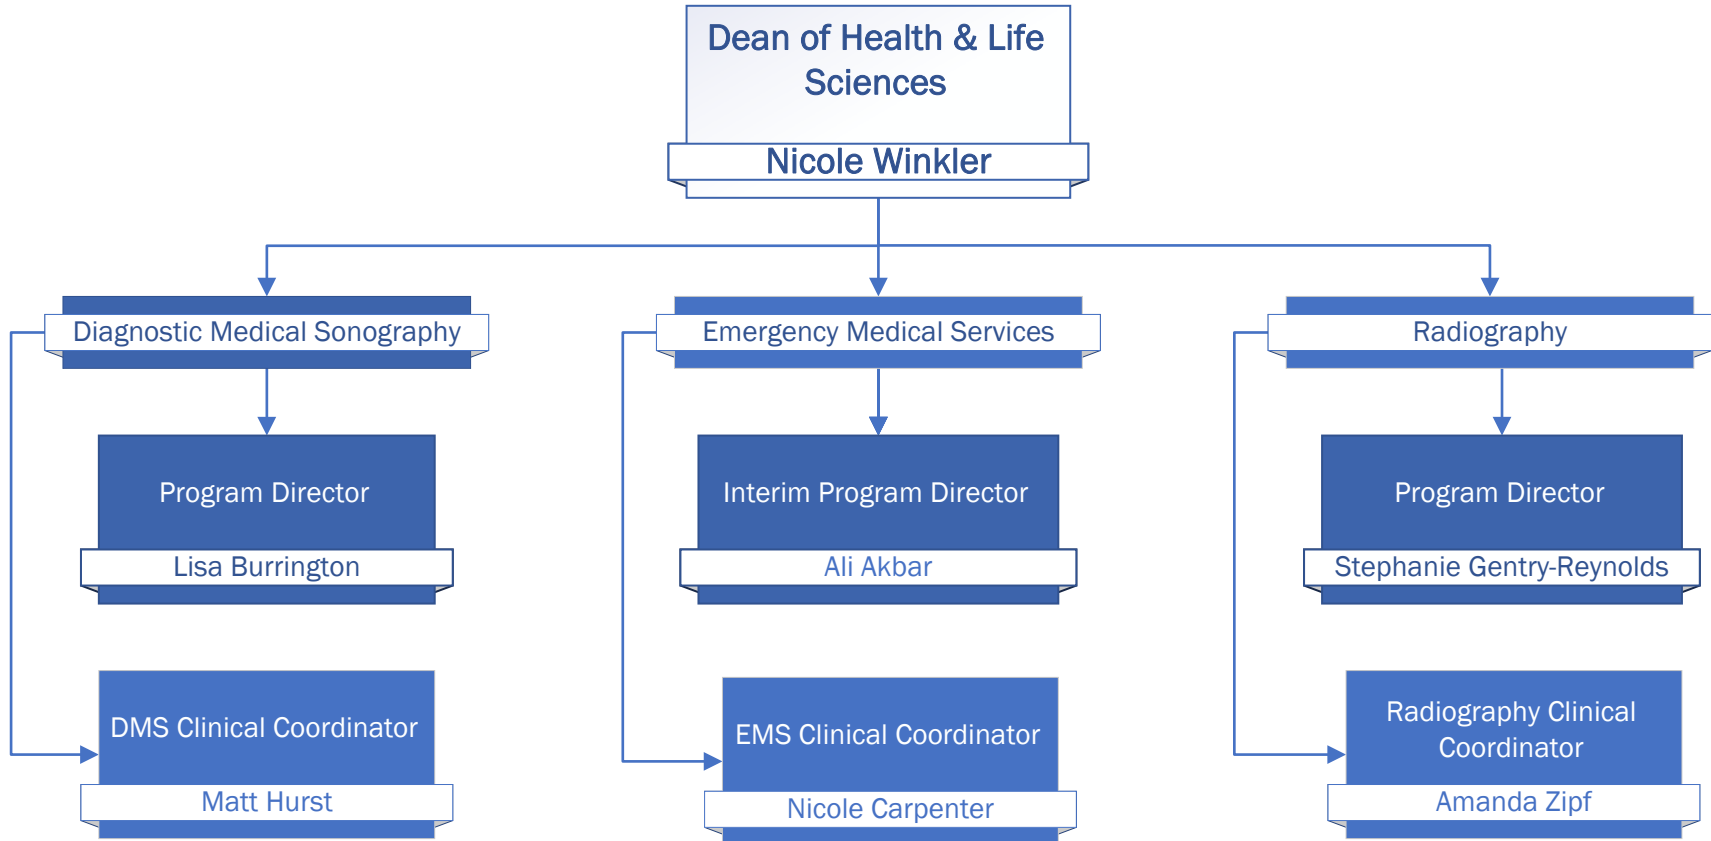 Dean of Health & Life
Sciences
Nicole Winkler
Diagnostic Medical Sonography
Emergency Medical Services
Radiography
Program Director
Lisa Burrington
Interim Program Director
Ali Akbar
Program Director
Stephanie Gentry-Reynolds
DMS Clinical Coordinator
Matt Hurst
EMS Clinical Coordinator
Nicole Carpenter
Radiography Clinical
Coordinator
Amanda Zipf